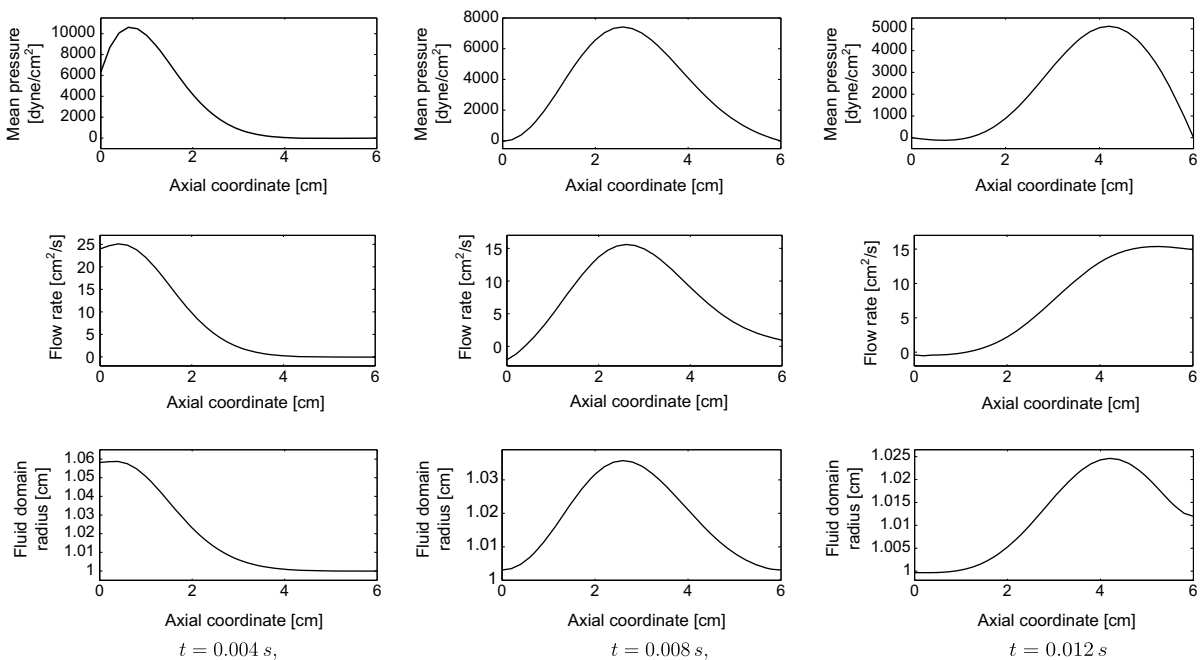 Mean pressure
[dyne/cm²]
10000
8000
6000
4000
2000
0
0 2 4 6
Axial coordinate [cm]
Mean pressure
[dyne/cm²]
8000
6000
4000
2000
0
0 2 4 6
Axial coordinate [cm]
Mean pressure
[dyne/cm²]
5000
4000
3000
2000
1000
0
0 2 4 6
Axial coordinate [cm]
Flow rate [cm²/s]
25
20
15
10
5
0
0 2 4 6
Axial coordinate [cm]
Flow rate [cm²/s]
15
10
5
0
0 2 4 6
Axial coordinate [cm]
Flow rate [cm²/s]
15
10
5
0
0 2 4 6
Axial coordinate [cm]
Fluid domain
radius [cm]
1.06
1.05
1.04
1.03
1.02
1.01
1
0 2 4 6
Axial coordinate [cm]
Fluid domain
radius [cm]
1.03
1.02
1.01
1
0 2 4 6
Axial coordinate [cm]
Fluid domain
radius [cm]
1.025
1.02
1.015
1.01
1.005
1
0 2 4 6
Axial coordinate [cm]
t = 0.004 s,
t = 0.008 s,
t = 0.012 s